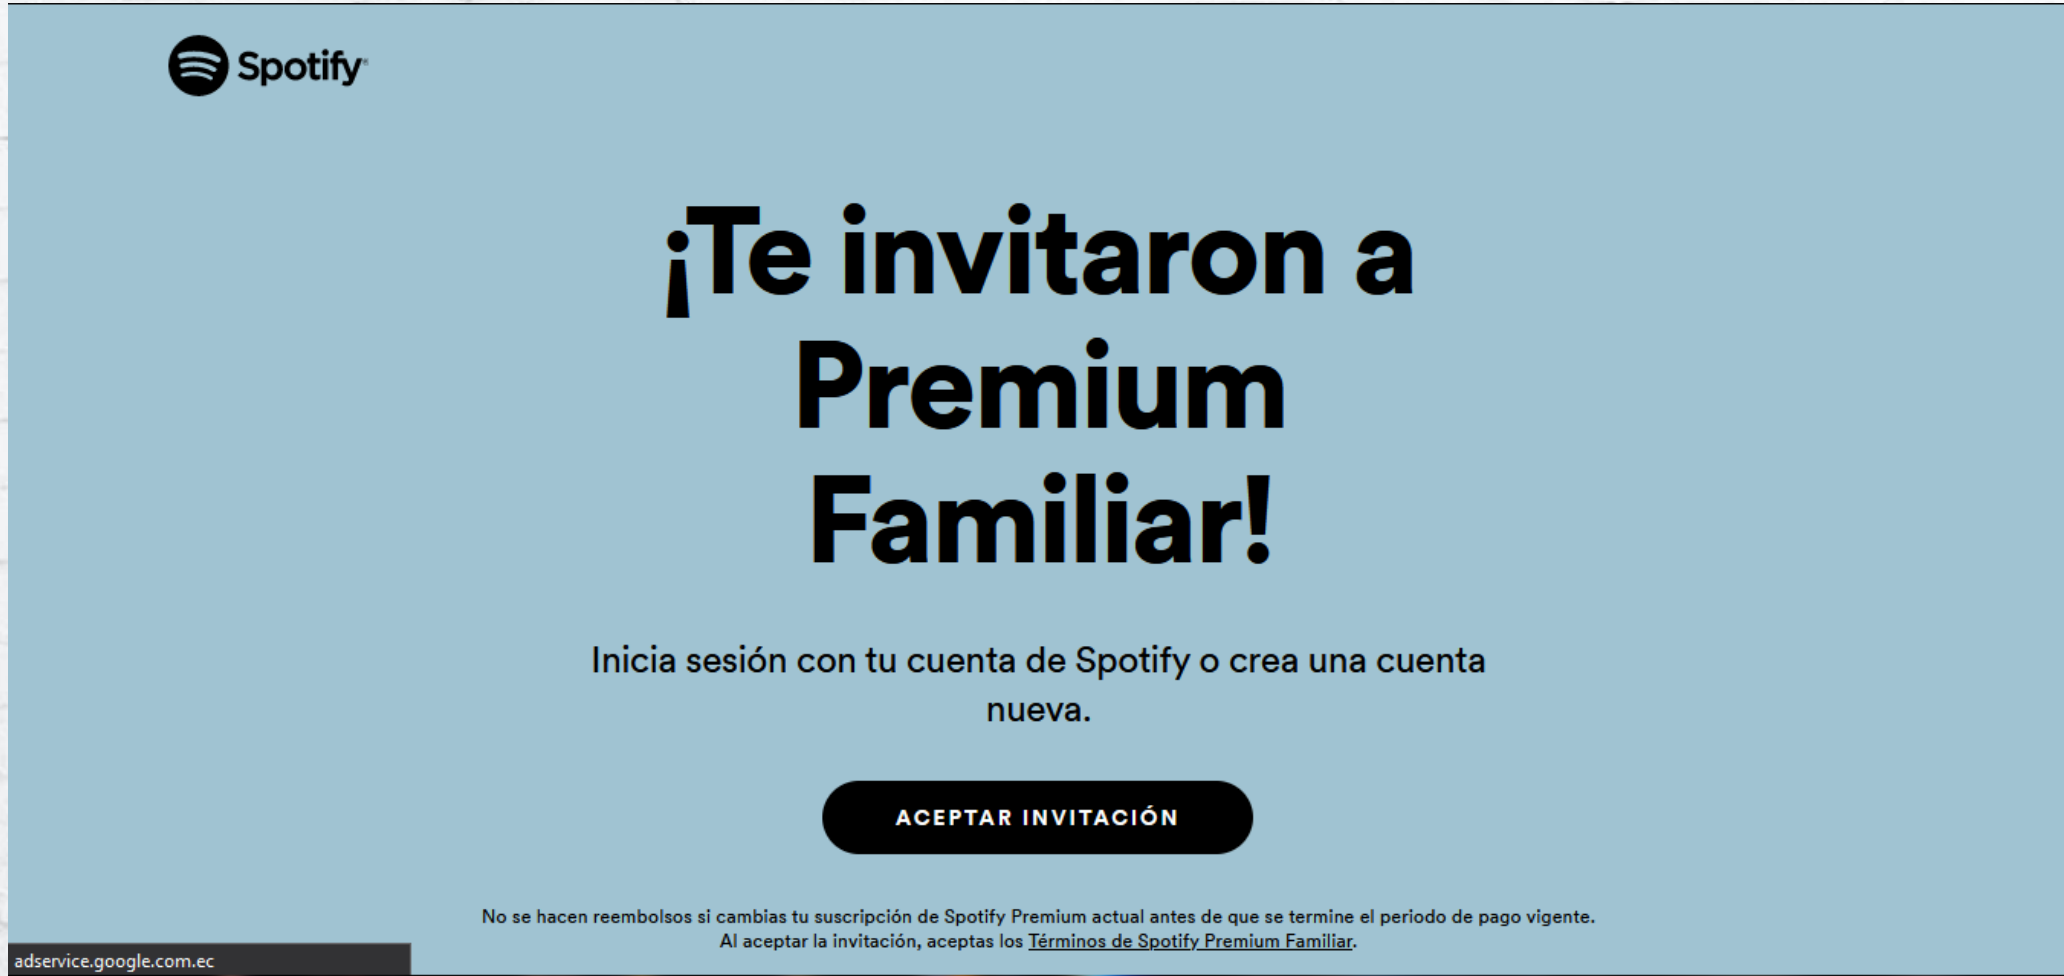 Spotify
¡Te invitaron a
Premium
Familiar!
Inicia sesión con tu cuenta de Spotify o crea una cuenta
nueva.
ACEPTAR INVITACIÓN
No se hacen reembolsos si cambias tu suscripción de Spotify Premium actual antes de que se termine el periodo de pago vigente.
Al aceptar la invitación, aceptas los Términos de Spotify Premium Familiar.
adservice.google.com.ec